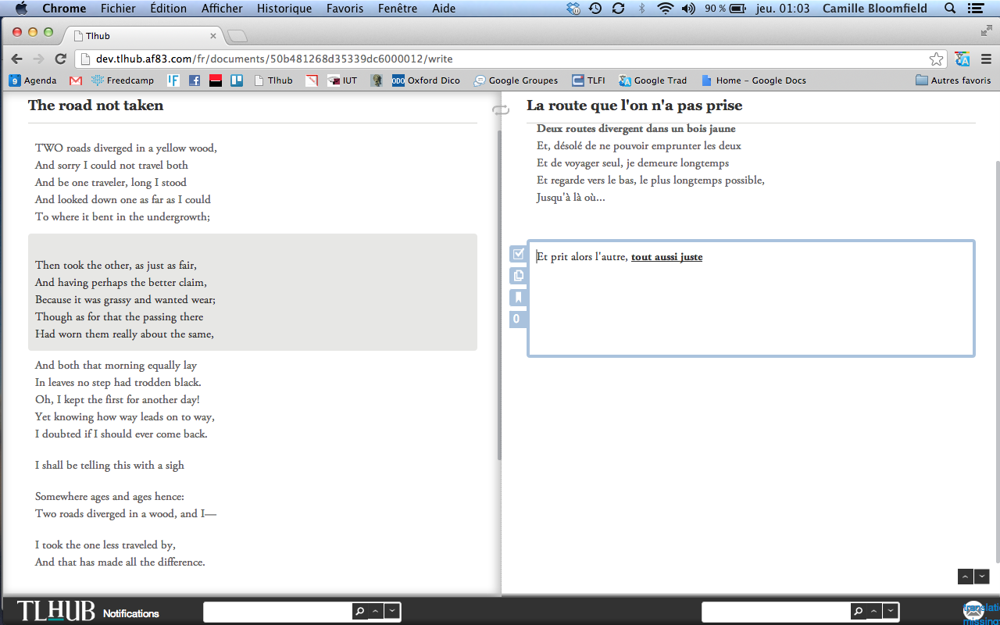 Chrome Fichier Édition Afficher Historique Favoris Fenêtre Aide 90 % jeu. 01:03 Camille Bloomfield
Tlhub
dev.tlhub.af83.com/fr/documents/50b481268d35339dc6000012/write
9 Agenda Freedcamp IF Tlhub IUT ODO Oxford Dico Google Groupes TLFI Google Trad Home - Google Docs Autres favoris
The road not taken
TWO roads diverged in a yellow wood,
And sorry I could not travel both
And be one traveler, long I stood
And looked down one as far as I could
To where it bent in the undergrowth;
Then took the other, as just as fair,
And having perhaps the better claim,
Because it was grassy and wanted wear;
Though as for that the passing there
Had worn them really about the same,
And both that morning equally lay
In leaves no step had trodden black.
Oh, I kept the first for another day!
Yet knowing how way leads on to way,
I doubted if I should ever come back.
I shall be telling this with a sigh
Somewhere ages and ages hence:
Two roads diverged in a wood, and I—
I took the one less traveled by,
And that has made all the difference.
La route que l'on n'a pas prise
Deux routes divergent dans un bois jaune
Et, désolé de ne pouvoir emprunter les deux
Et de voyager seul, je demeure longtemps
Et regarde vers le bas, le plus longtemps possible,
Jusqu'à là où...
Et prit alors l'autre, tout aussi juste
0
TLHUB Notifications